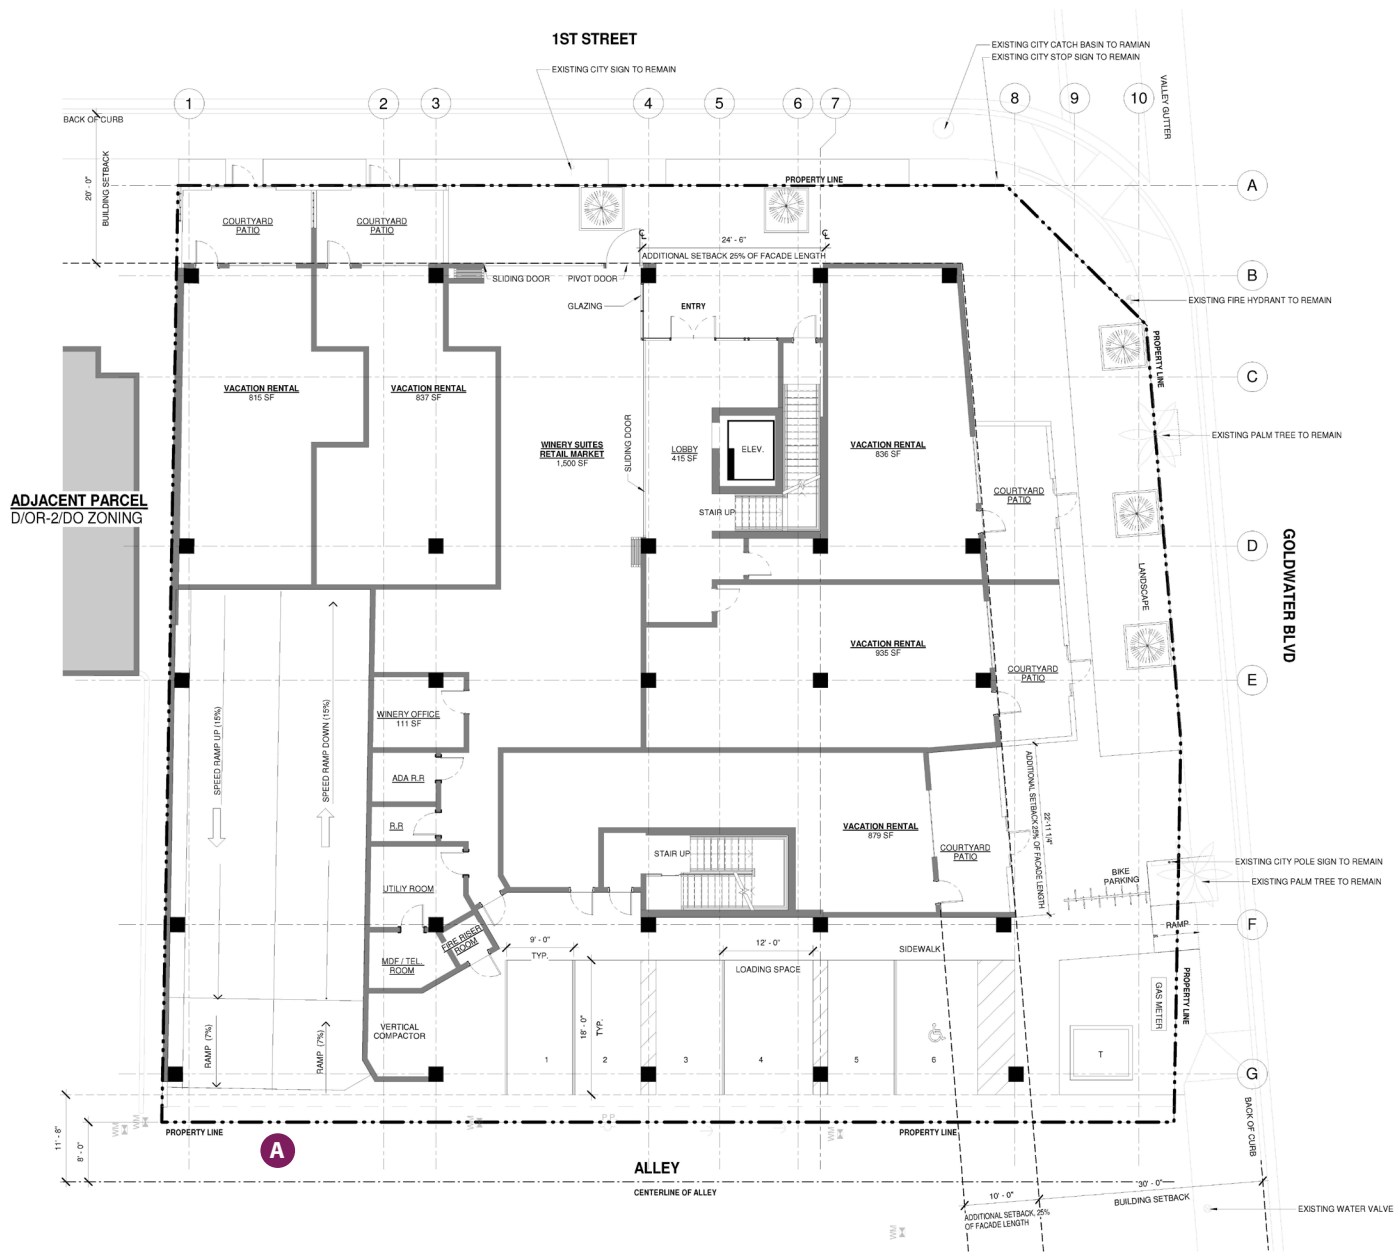 1ST STREET
EXISTING CITY CATCH BASIN TO RAMIAN
EXISTING CITY STOP SIGN TO REMAIN
EXISTING CITY SIGN TO REMAIN
VALLEY GUTTER
1
2
3
4
5
6
7
8
9
10
BACK OF CURB
20' - 0"
BUILDING SETBACK
PROPERTY LINE
A
COURTYARD
PATIO
COURTYARD
PATIO
24' - 6"
ADDITIONAL SETBACK 25% OF FACADE LENGTH
SLIDING DOOR
PIVOT DOOR
B
GLAZING
ENTRY
EXISTING FIRE HYDRANT TO REMAIN
PROPERTY LINE
C
VACATION RENTAL
815 SF
VACATION RENTAL
837 SF
WINERY SUITES
RETAIL MARKET
1,500 SF
SLIDING DOOR
LOBBY
415 SF
ELEV.
VACATION RENTAL
836 SF
EXISTING PALM TREE TO REMAIN
ADJACENT PARCEL
D/OR-2/DO ZONING
COURTYARD
PATIO
STAIR UP
D
GOLDWATER BLVD
LANDSCAPE
VACATION RENTAL
935 SF
COURTYARD
PATIO
E
WINERY OFFICE
111 SF
SPEED RAMP UP (15%)
SPEED RAMP DOWN (15%)
ADA R.R
R.R
VACATION RENTAL
879 SF
ADDITIONAL SETBACK 25% OF FACADE LENGTH
22'-11 1/4"
STAIR UP
COURTYARD
PATIO
EXISTING CITY POLE SIGN TO REMAIN
BIKE
PARKING
EXISTING PALM TREE TO REMAIN
UTILIY ROOM
RAMP
F
FIRE RISER
ROOM
9' - 0"
TYP.
12' - 0"
SIDEWALK
MDF / TEL.
ROOM
LOADING SPACE
PROPERTY LINE
GAS METER
VERTICAL
COMPACTOR
18' - 0"
TYP.
RAMP (7%)
RAMP (7%)
1
2
3
4
5
6
T
G
11' - 8"
8' - 0"
WM
WM
WM
P.P
WM
BACK OF CURB
PROPERTY LINE
PROPERTY LINE
A
ALLEY
CENTERLINE OF ALLEY
30' - 0"
BUILDING SETBACK
10' - 0"
ADDITIONAL SETBACK, 25%
OF FACADE LENGTH
EXISTING WATER VALVE
WM